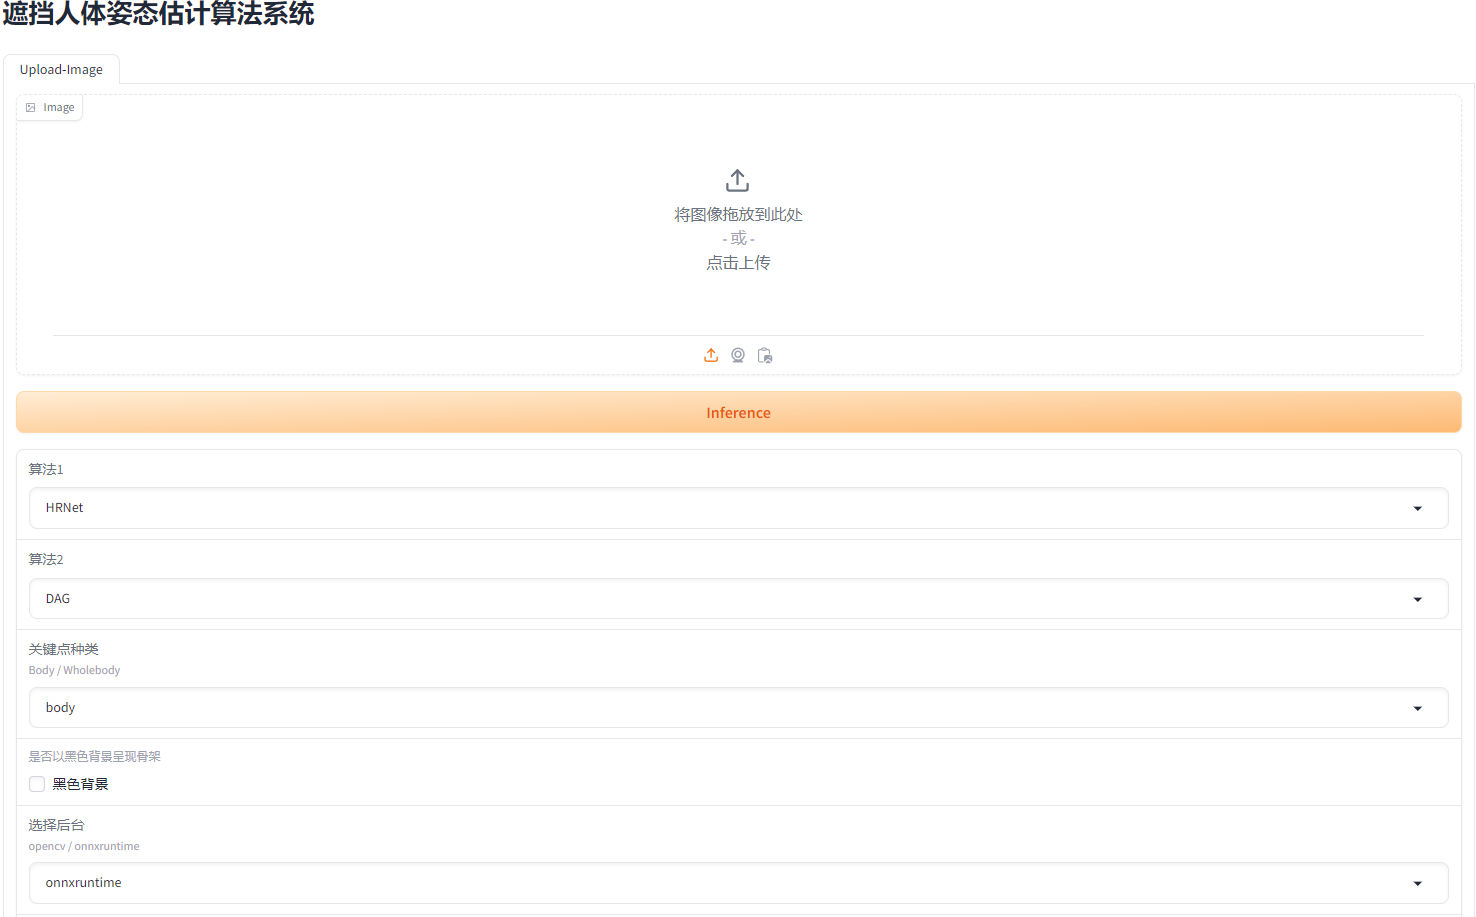 遮挡人体姿态估计算法系统
Upload-Image
Image
将图像拖放到此处
- 或 -
点击上传
Inference
算法1
HRNet
算法2
DAG
关键点种类
Body / Wholebody
body
是否以黑色背景呈现骨架
黑色背景
选择后台
opencv / onnxruntime
onnxruntime